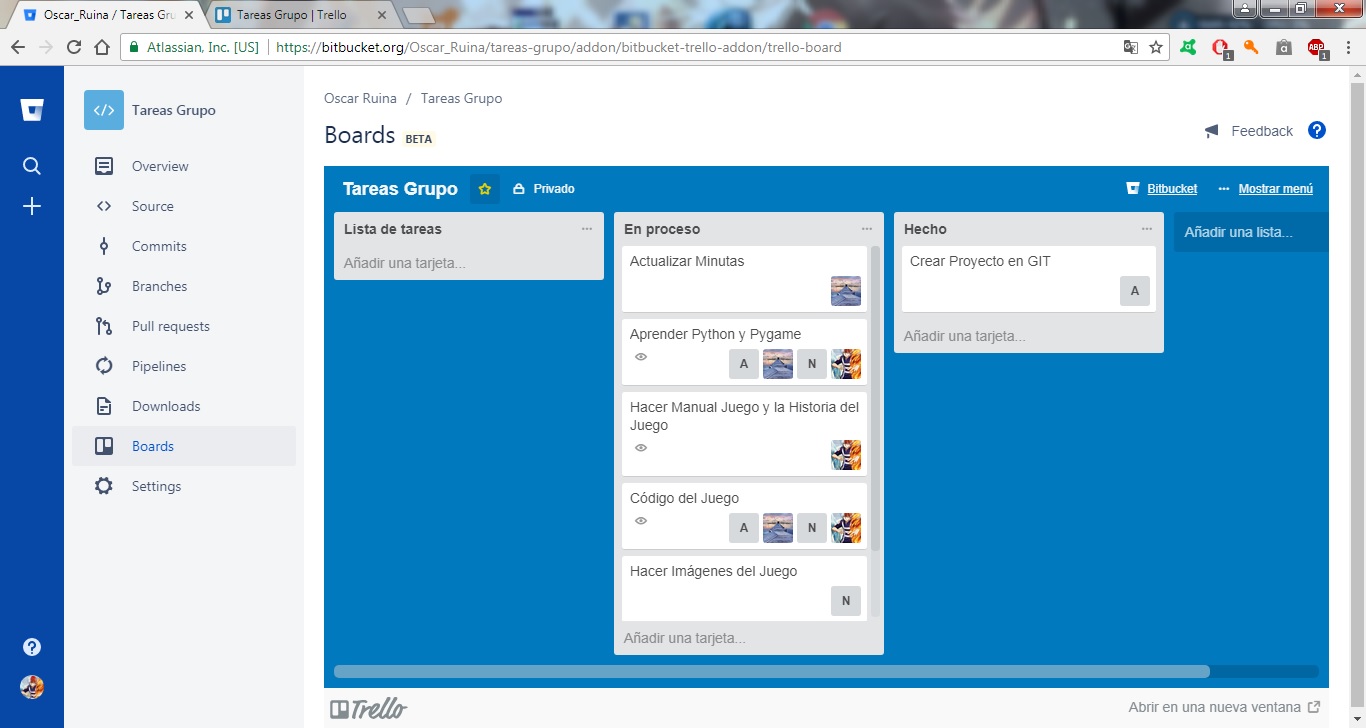 Oscar_Ruina / Tareas Gru
Tareas Grupo | Trello
Atlassian, Inc. [US]
https://bitbucket.org/Oscar_Ruina/tareas-grupo/addon/bitbucket-trello-addon/trello-board
1
ABP
1
Tareas Grupo
Overview
Source
Commits
Branches
Pull requests
Pipelines
Downloads
Boards
Settings
Oscar Ruina / Tareas Grupo
Boards BETA
Feedback
Tareas Grupo
Privado
Bitbucket
Mostrar menú
Lista de tareas
Añadir una tarjeta...
En proceso
Actualizar Minutas
Aprender Python y Pygame
A
N
Hacer Manual Juego y la Historia del
Juego
Código del Juego
A
N
Hacer Imágenes del Juego
N
Añadir una tarjeta...
Hecho
Crear Proyecto en GIT
A
Añadir una tarjeta...
Añadir una lista...
Trello
Abrir en una nueva ventana